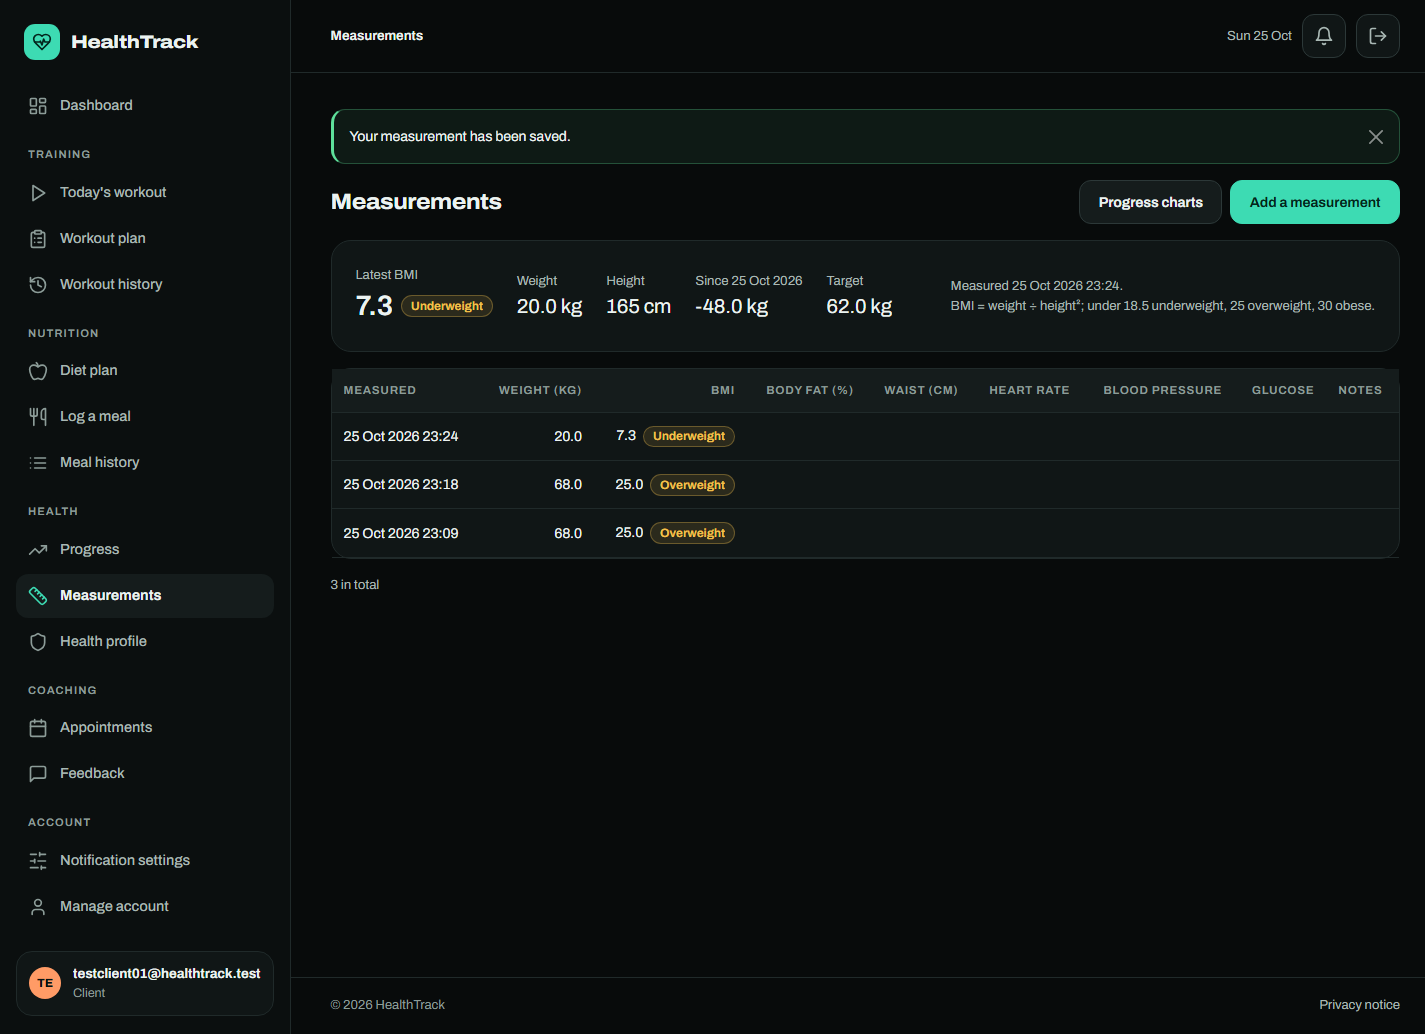 HealthTrack
Dashboard
TRAINING
Today's workout
Workout plan
Workout history
NUTRITION
Diet plan
Log a meal
Meal history
HEALTH
Progress
Measurements
Health profile
COACHING
Appointments
Feedback
ACCOUNT
Notification settings
Manage account
TE
testclient01@healthtrack.test
Client
Measurements
Sun 25 Oct
Your measurement has been saved.
Measurements
Progress charts
Add a measurement
Latest BMI
7.3 Underweight
Weight
20.0 kg
Height
165 cm
Since 25 Oct 2026
-48.0 kg
Target
62.0 kg
Measured 25 Oct 2026 23:24.
BMI = weight ÷ height²; under 18.5 underweight, 25 overweight, 30 obese.
MEASURED WEIGHT (KG) BMI BODY FAT (%) WAIST (CM) HEART RATE BLOOD PRESSURE GLUCOSE NOTES
25 Oct 2026 23:24 20.0 7.3 Underweight
25 Oct 2026 23:18 68.0 25.0 Overweight
25 Oct 2026 23:09 68.0 25.0 Overweight
3 in total
© 2026 HealthTrack
Privacy notice